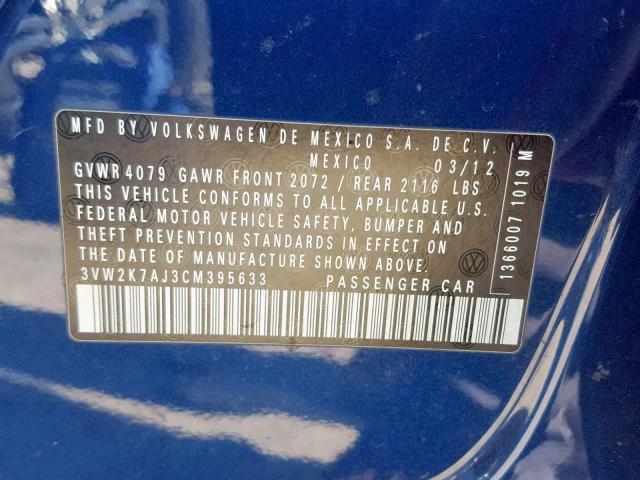 MFD BY VOLKSWAGEN DE MEXICO S.A. DE C.V.
MEXICO 03/12
GVWR 4079 GAWR FRONT 2072 / REAR 2116 LBS
THIS VEHICLE CONFORMS TO ALL APPLICABLE U.S.
FEDERAL MOTOR VEHICLE SAFETY, BUMPER AND
THEFT PREVENTION STANDARDS IN EFFECT ON
THE DATE OF MANUFACTURE SHOWN ABOVE.
3VW2K7AJ3CM395633 PASSENGER CAR
1366007 1019 M